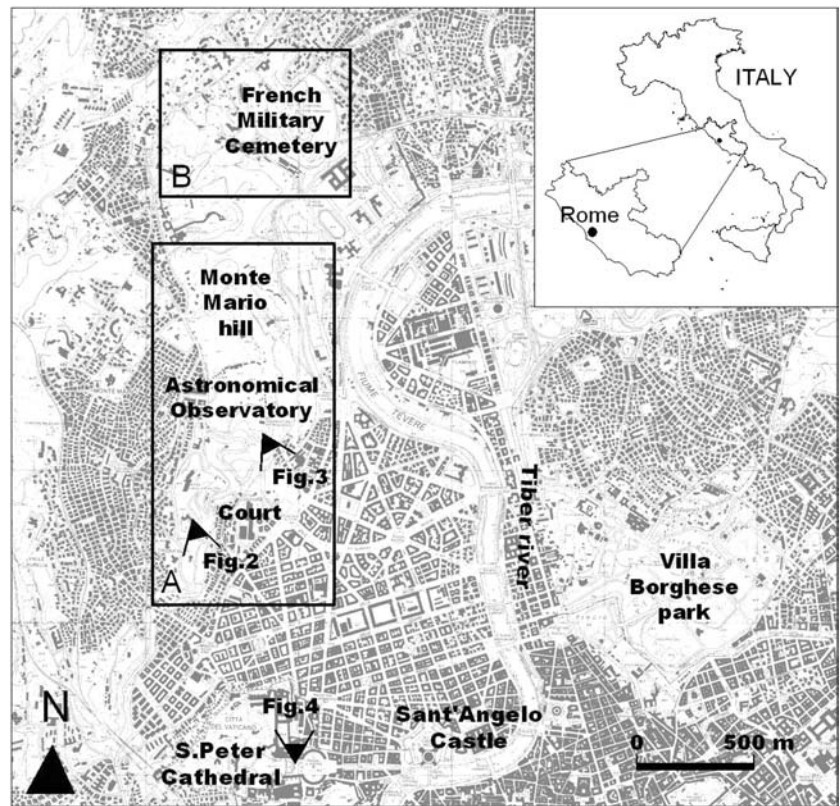 French
Military
Cemetery
B
ITALY
Rome
Monte
Mario
hill
Astronomical
Observatory
Fig.3
Court
Fig.2
A
FIUME TEVERE
Tiber river
Villa
Borghese
park
N
Fig.4
CITTÀ
DEL VATICANO
S.Peter
Cathedral
Sant'Angelo
Castle
0 500 m